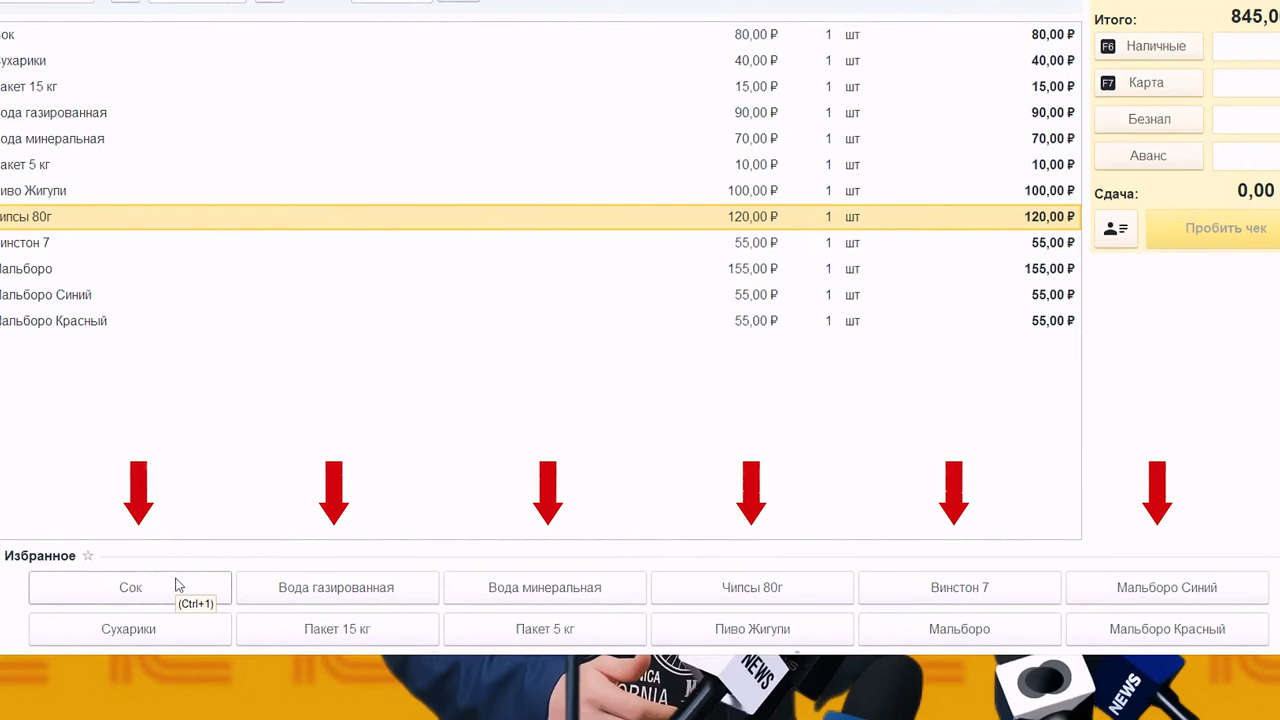 Итого: 845,0
ок 80,00 ₽ 1 шт 80,00 ₽
F6 Наличные
ухарики 40,00 ₽ 1 шт 40,00 ₽
F7 Карта
акет 15 кг 15,00 ₽ 1 шт 15,00 ₽
ода газированная 90,00 ₽ 1 шт 90,00 ₽
Безнал
ода минеральная 70,00 ₽ 1 шт 70,00 ₽
Аванс
акет 5 кг 10,00 ₽ 1 шт 10,00 ₽
иво Жигупи 100,00 ₽ 1 шт 100,00 ₽
Сдача: 0,00
ипсы 80г 120,00 ₽ 1 шт 120,00 ₽
Пробить чек
инстон 7 55,00 ₽ 1 шт 55,00 ₽
альборо 155,00 ₽ 1 шт 155,00 ₽
альборо Синий 55,00 ₽ 1 шт 55,00 ₽
альборо Красный 55,00 ₽ 1 шт 55,00 ₽
Избранное
Сок Вода газированная Вода минеральная Чипсы 80г Винстон 7 Мальборо Синий
(Ctrl+1)
Сухарики Пакет 15 кг Пакет 5 кг Пиво Жигупи Мальборо Мальборо Красный
NEWS
NEWS